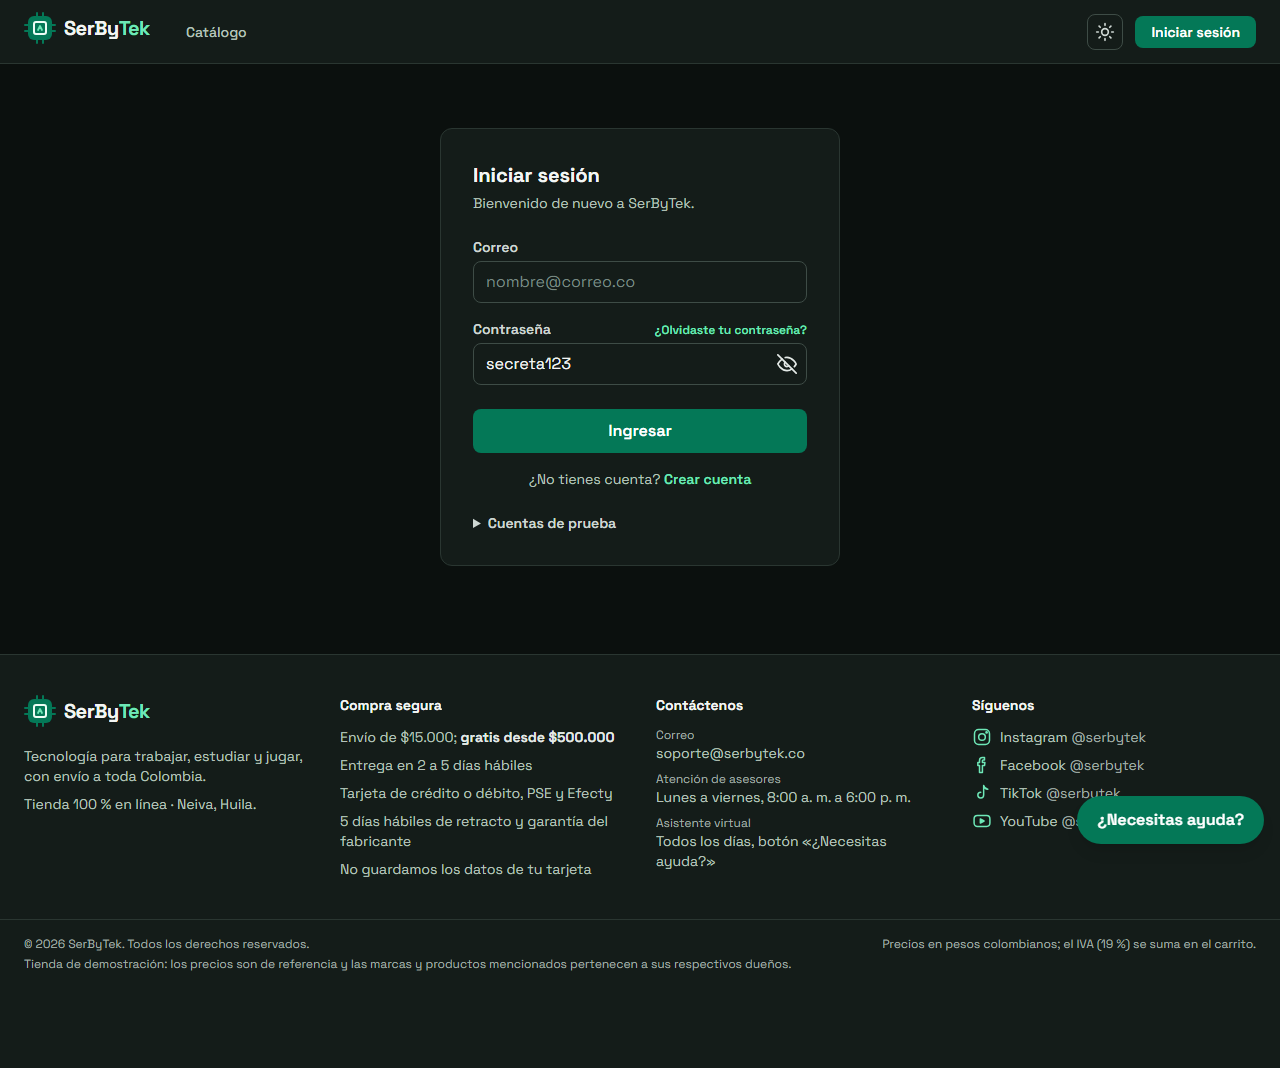 SerByTek
Catálogo
Iniciar sesión
Iniciar sesión
Bienvenido de nuevo a SerByTek.
Correo
nombre@correo.co
Contraseña
¿Olvidaste tu contraseña?
secreta123
Ingresar
¿No tienes cuenta? Crear cuenta
Cuentas de prueba
SerByTek
Tecnología para trabajar, estudiar y jugar,
con envío a toda Colombia.
Tienda 100 % en línea · Neiva, Huila.
Compra segura
Envío de $15.000; gratis desde $500.000
Entrega en 2 a 5 días hábiles
Tarjeta de crédito o débito, PSE y Efecty
5 días hábiles de retracto y garantía del
fabricante
No guardamos los datos de tu tarjeta
Contáctenos
Correo
soporte@serbytek.co
Atención de asesores
Lunes a viernes, 8:00 a. m. a 6:00 p. m.
Asistente virtual
Todos los días, botón «¿Necesitas
ayuda?»
Síguenos
Instagram @serbytek
Facebook @serbytek
TikTok @serbytek
YouTube
¿Necesitas ayuda?
© 2026 SerByTek. Todos los derechos reservados.
Precios en pesos colombianos; el IVA (19 %) se suma en el carrito.
Tienda de demostración: los precios son de referencia y las marcas y productos mencionados pertenecen a sus respectivos dueños.